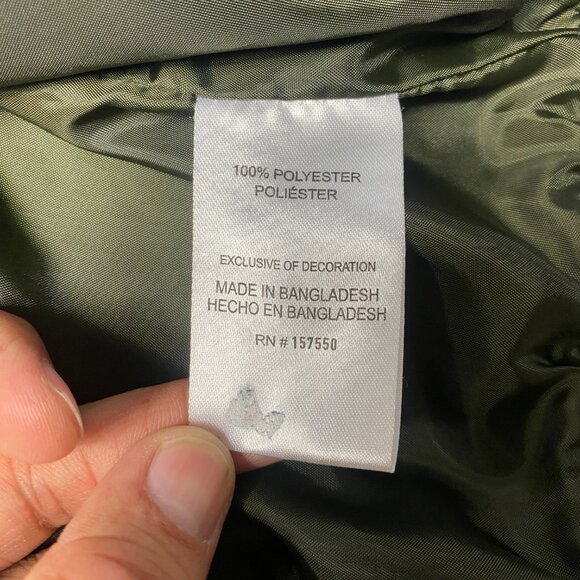 100% POLYESTER
POLIÉSTER
EXCLUSIVE OF DECORATION
MADE IN BANGLADESH
HECHO EN BANGLADESH
RN # 157550